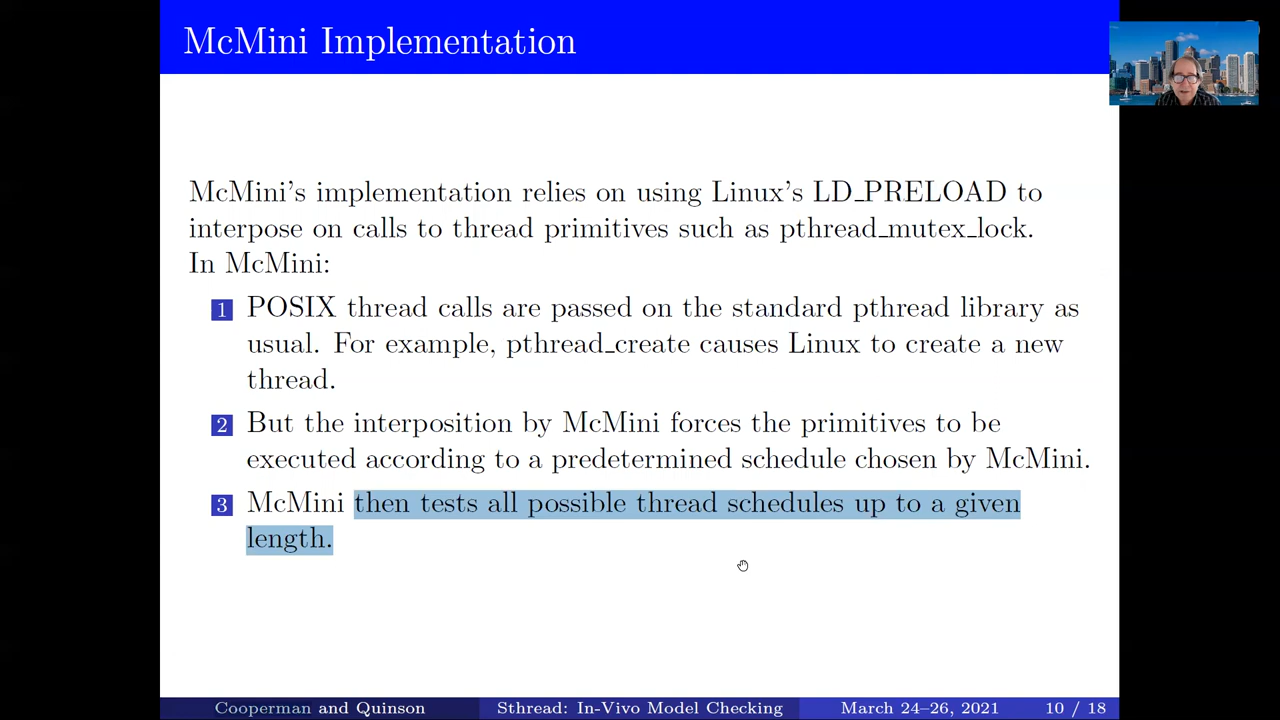 McMini Implementation
McMini's implementation relies on using Linux's LD_PRELOAD to
interpose on calls to thread primitives such as pthread_mutex_lock.
In McMini:
1 POSIX thread calls are passed on the standard pthread library as
usual. For example, pthread_create causes Linux to create a new
thread.
2 But the interposition by McMini forces the primitives to be
executed according to a predetermined schedule chosen by McMini.
3 McMini then tests all possible thread schedules up to a given
length.
Cooperman and Quinson Sthread: In-Vivo Model Checking March 24–26, 2021 10 / 18